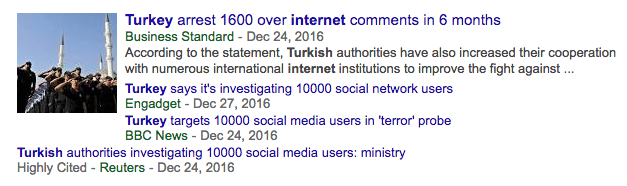 Turkey arrest 1600 over internet comments in 6 months
Business Standard - Dec 24, 2016
According to the statement, Turkish authorities have also increased their cooperation
with numerous international internet institutions to improve the fight against ...
Turkey says it's investigating 10000 social network users
Engadget - Dec 27, 2016
Turkey targets 10000 social media users in 'terror' probe
BBC News - Dec 24, 2016
Turkish authorities investigating 10000 social media users: ministry
Highly Cited - Reuters - Dec 24, 2016